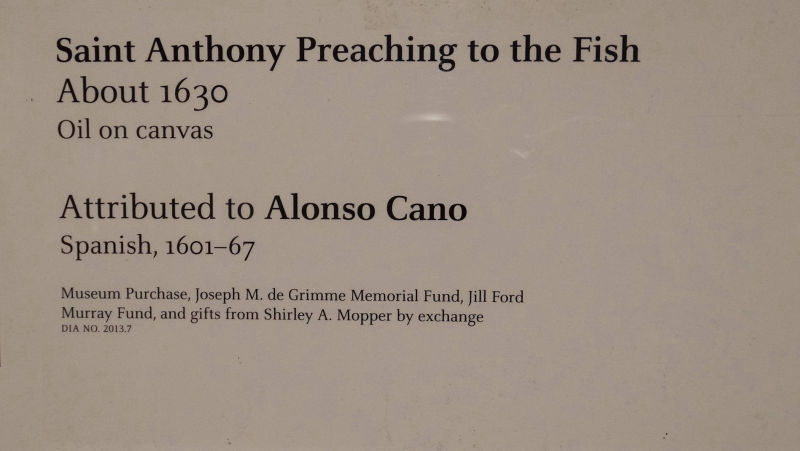 Saint Anthony Preaching to the Fish
About 1630
Oil on canvas
Attributed to Alonso Cano
Spanish, 1601–67
Museum Purchase, Joseph M. de Grimme Memorial Fund, Jill Ford
Murray Fund, and gifts from Shirley A. Mopper by exchange
DIA NO. 2013.7